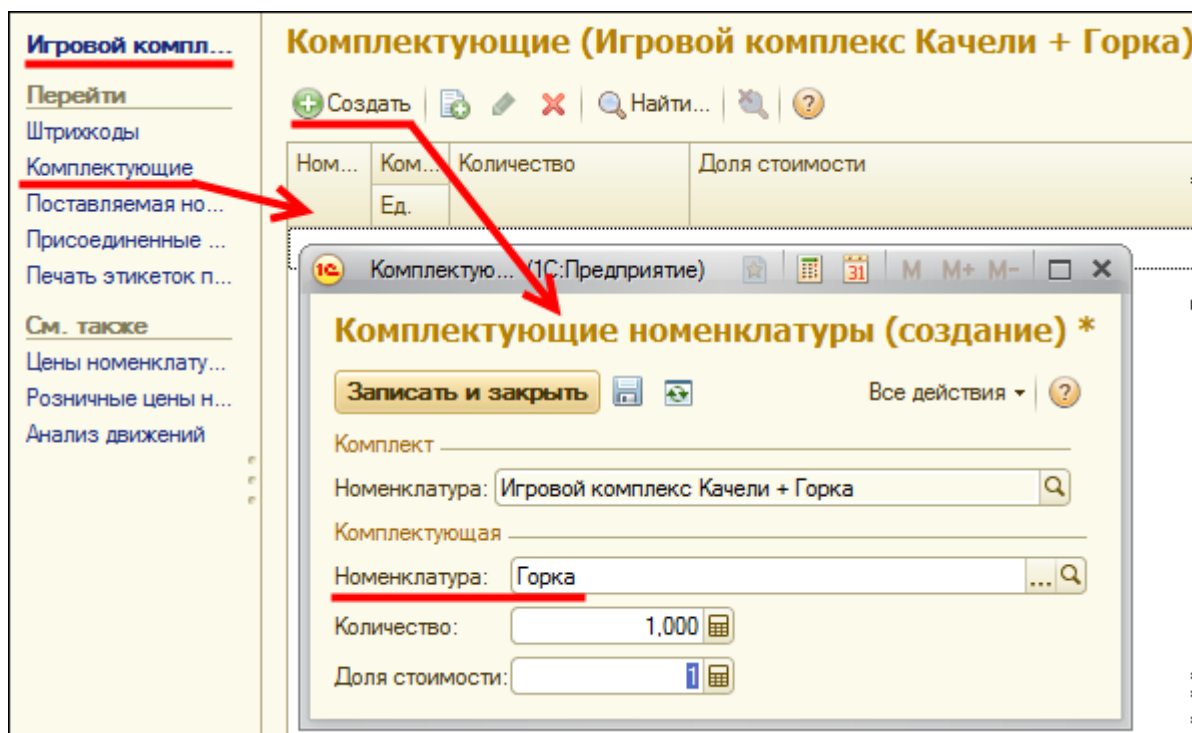 Игровой компл...
Перейти
Штрихкоды
Комплектующие
Поставляемая но...
Присоединенные ...
Печать этикеток п...
См. также
Цены номенклату...
Розничные цены н...
Анализ движений
Комплектующие (Игровой комплекс Качели + Горка)
Создать Найти... ?
Ном... Ком... Количество Доля стоимости
Ед.
1С Комплектую... (1С:Предприятие) 31 M M+ M-
Комплектующие номенклатуры (создание) *
Записать и закрыть Все действия ?
Комплект
Номенклатура: Игровой комплекс Качели + Горка
Комплектующая
Номенклатура: Горка ...
Количество: 1,000
Доля стоимости: 1